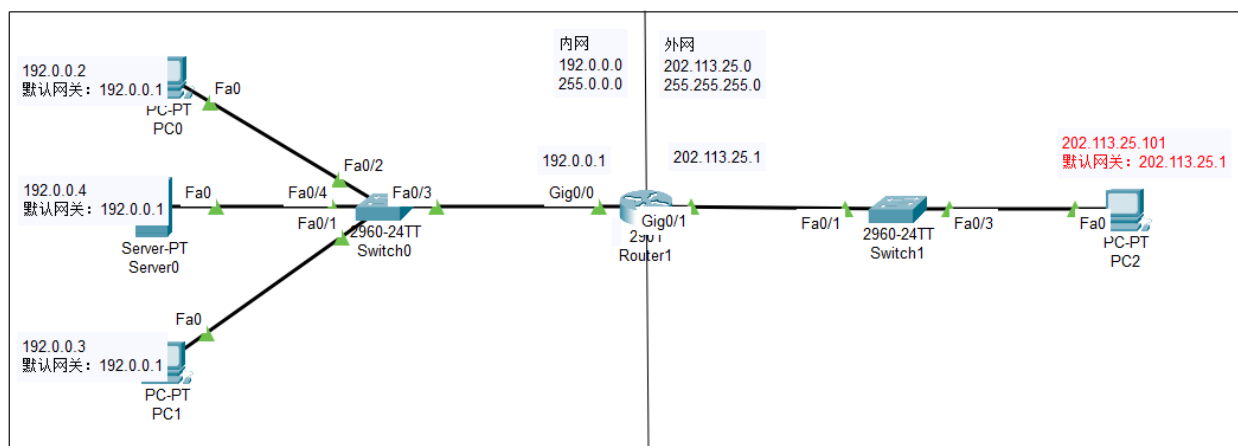 内网
192.0.0.0
255.0.0.0
外网
202.113.25.0
255.255.255.0
192.0.0.2
默认网关：192.0.0.1
Fa0
PC-PT
PC0
Fa0/2
192.0.0.4
默认网关：192.0.0.1
Fa0
Fa0/4
Fa0/1
Fa0/3
Server-PT
Server0
2960-24TT
Switch0
192.0.0.1
Gig0/0
202.113.25.1
Gig0/1
2901
Router1
Fa0/1
2960-24TT
Switch1
Fa0/3
202.113.25.101
默认网关：202.113.25.1
Fa0
PC-PT
PC2
192.0.0.3
默认网关：192.0.0.1
Fa0
PC-PT
PC1